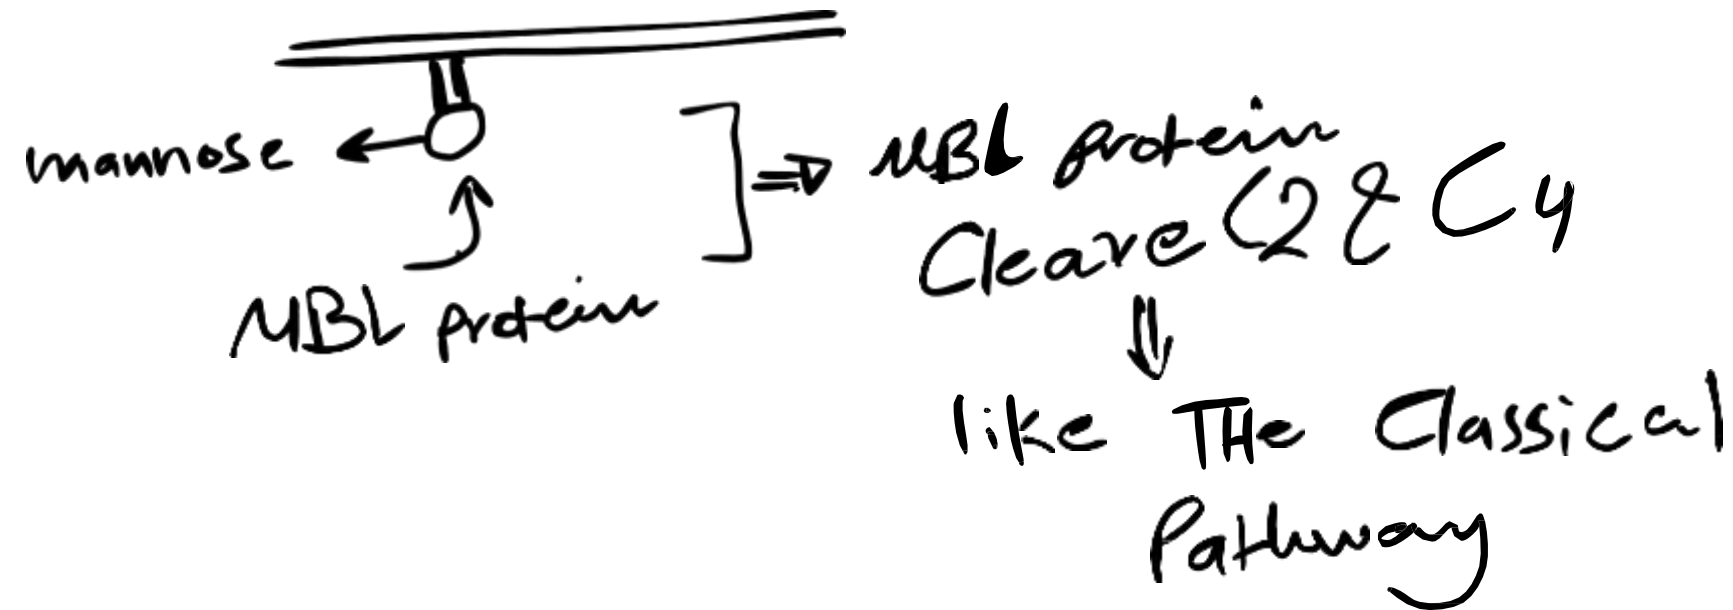 mannose
MBL protein
MBL protein
Cleave C2 & C4
like THe Classical
Pathway